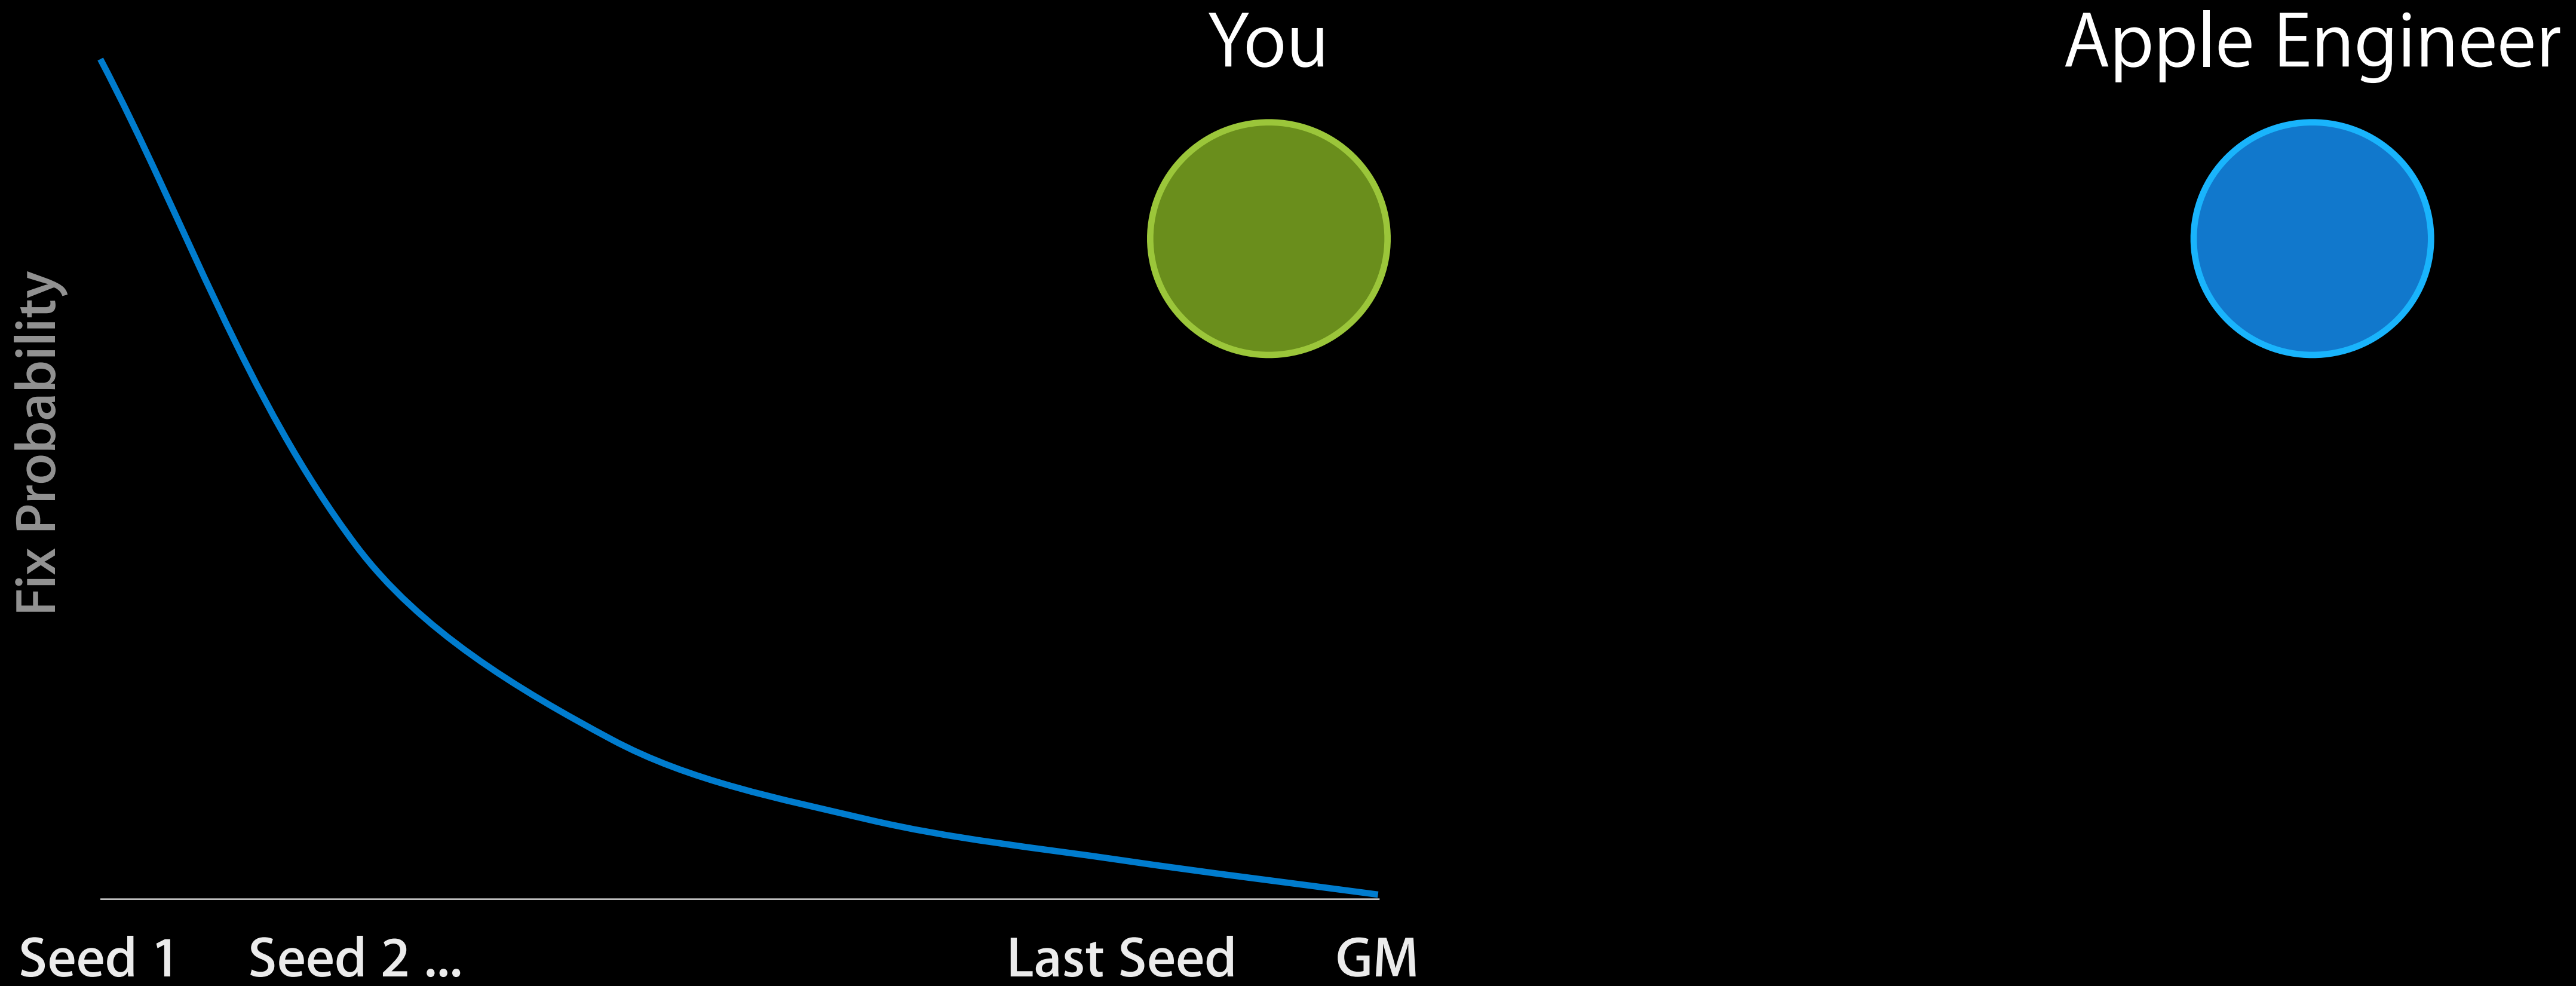 You
Apple Engineer
Fix Probability
Seed 1
Seed 2 ...
Last Seed
GM